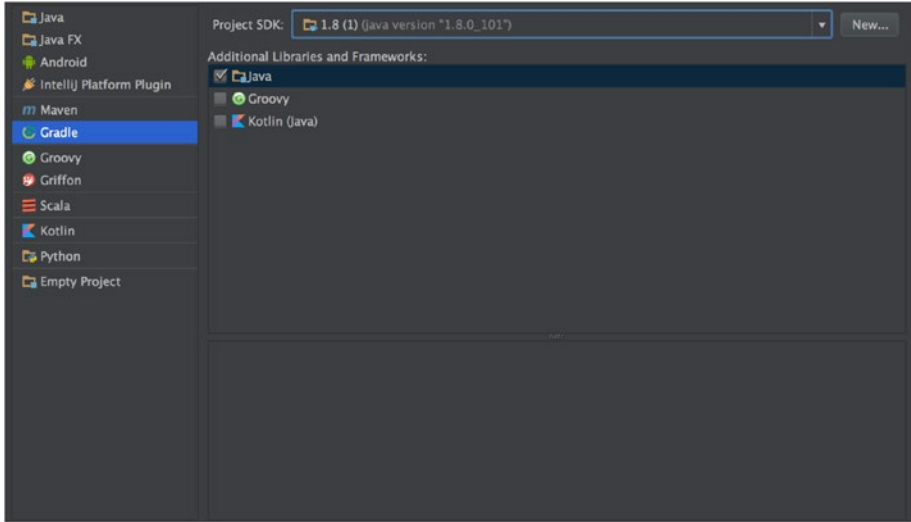 Java
Java FX
Android
IntelliJ Platform Plugin
Maven
Gradle
Groovy
Griffon
Scala
Kotlin
Python
Empty Project
Project SDK: 1.8 (1) (java version "1.8.0_101") New...
Additional Libraries and Frameworks:
Java
Groovy
Kotlin (Java)